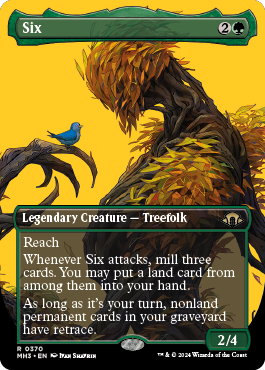 Six 2
Legendary Creature — Treefolk
Reach
Whenever Six attacks, mill three
cards. You may put a land card from
among them into your hand.
As long as it's your turn, nonland
permanent cards in your graveyard
have retrace.
2/4
R 0370
MH3 • EN Ivan Shavrin
™ & © 2024 Wizards of the Coast